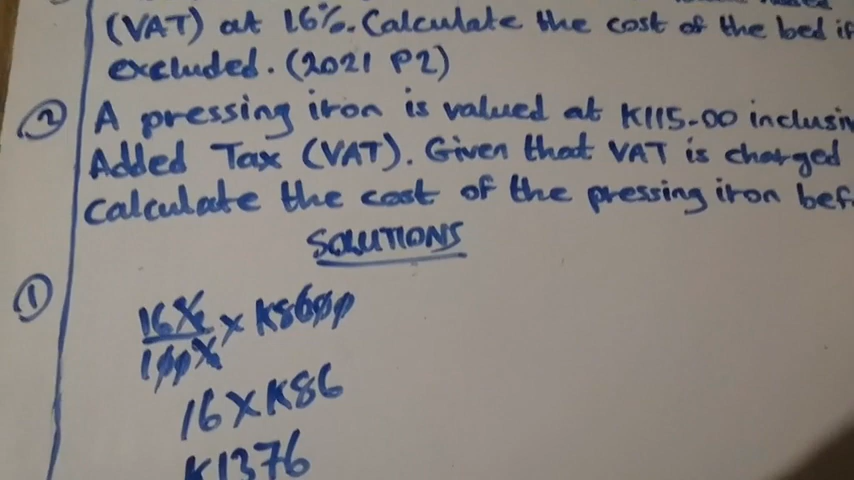 (VAT) at 16%. Calculate the cost of the bed if
excluded. (2021 P2)
② A pressing iron is valued at K115.00 inclusiv
Added Tax (VAT). Given that VAT is charged
Calculate the cost of the pressing iron bef
SOLUTIONS
①
16%/100% x K8600
16 x K86
K1376